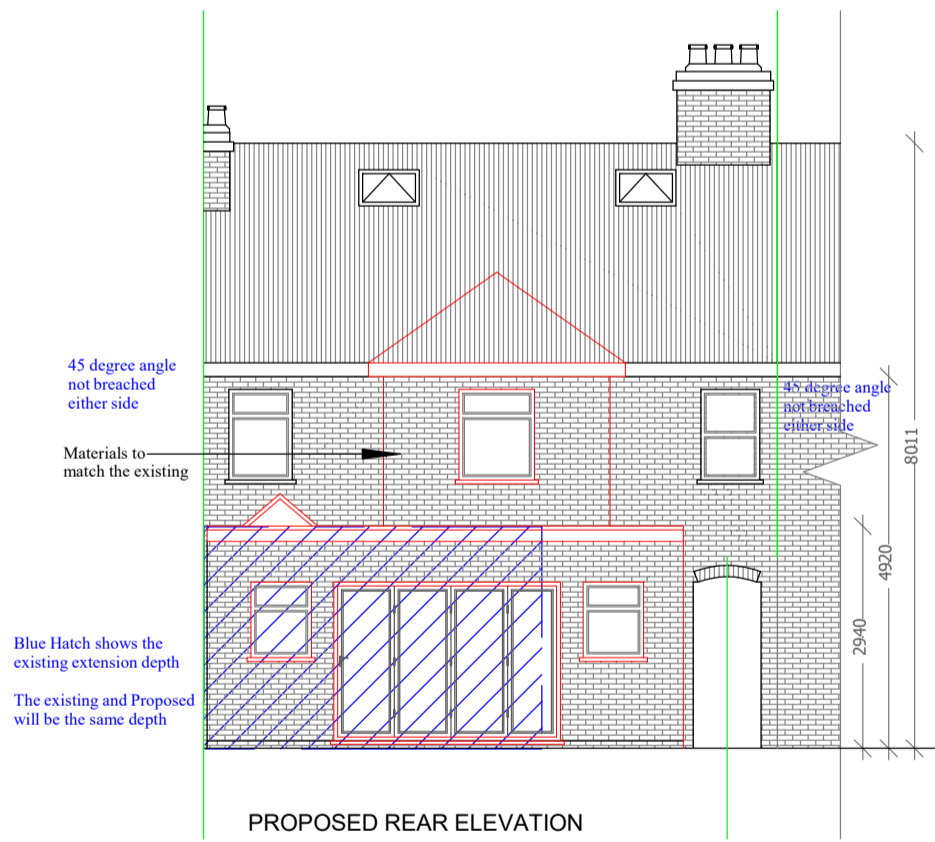 45 degree angle
not breached
either side
45 degree angle
not breached
either side
Materials to
match the existing
8011
4920
2940
Blue Hatch shows the
existing extension depth
The existing and Proposed
will be the same depth
PROPOSED REAR ELEVATION